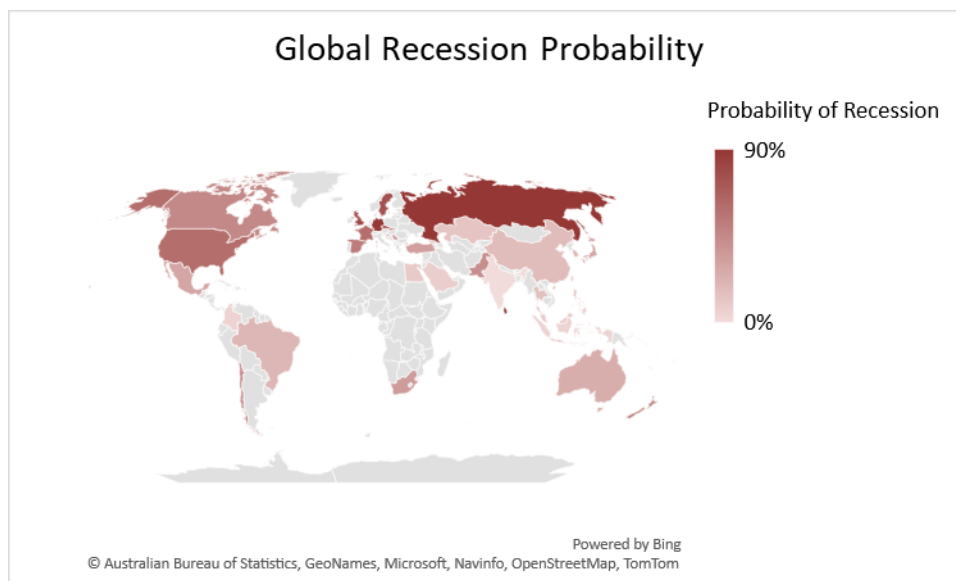 Global Recession Probability
Probability of Recession
90%
0%
Powered by Bing
© Australian Bureau of Statistics, GeoNames, Microsoft, Navinfo, OpenStreetMap, TomTom